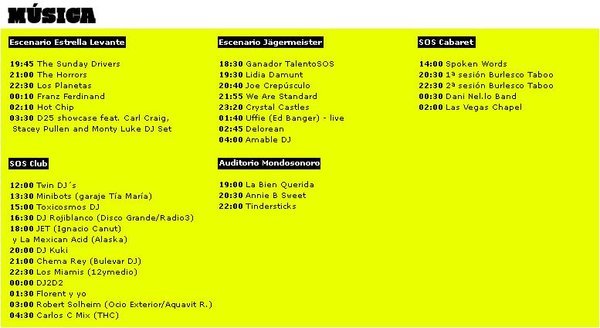 MÚSICA
Escenario Estrella Levante
19:45 The Sunday Drivers
21:00 The Horrors
22:30 Los Planetas
00:10 Franz Ferdinand
02:10 Hot Chip
03:30 D25 showcase feat. Carl Craig,
Stacey Pullen and Monty Luke DJ Set
Escenario Jägermeister
18:30 Ganador TalentoSOS
19:30 Lidia Damunt
20:40 Joe Crepúsculo
21:55 We Are Standard
23:20 Crystal Castles
01:40 Uffie (Ed Banger) - live
02:45 Delorean
04:00 Amable DJ
SOS Cabaret
14:00 Spoken Words
20:30 1ª sesión Burlesco Taboo
22:30 2ª sesión Burlesco Taboo
00:30 Dani Nel.lo Band
02:00 Las Vegas Chapel
SOS Club
12:00 Twin DJ´s
13:30 Minibots (garaje Tía María)
15:00 Toxicosmos DJ
16:30 DJ Rojiblanco (Disco Grande/Radio3)
18:00 JET (Ignacio Canut)
y La Mexican Acid (Alaska)
20:00 DJ Kuki
21:00 Chema Rey (Bulevar DJ)
22:30 Los Miamis (12ymedio)
00:00 DJ2D2
01:30 Florent y yo
03:00 Robert Solheim (Ocio Exterior/Aquavit R.)
04:30 Carlos C Mix (THC)
Auditorio Mondosonoro
19:00 La Bien Querida
20:30 Annie B Sweet
22:00 Tindersticks